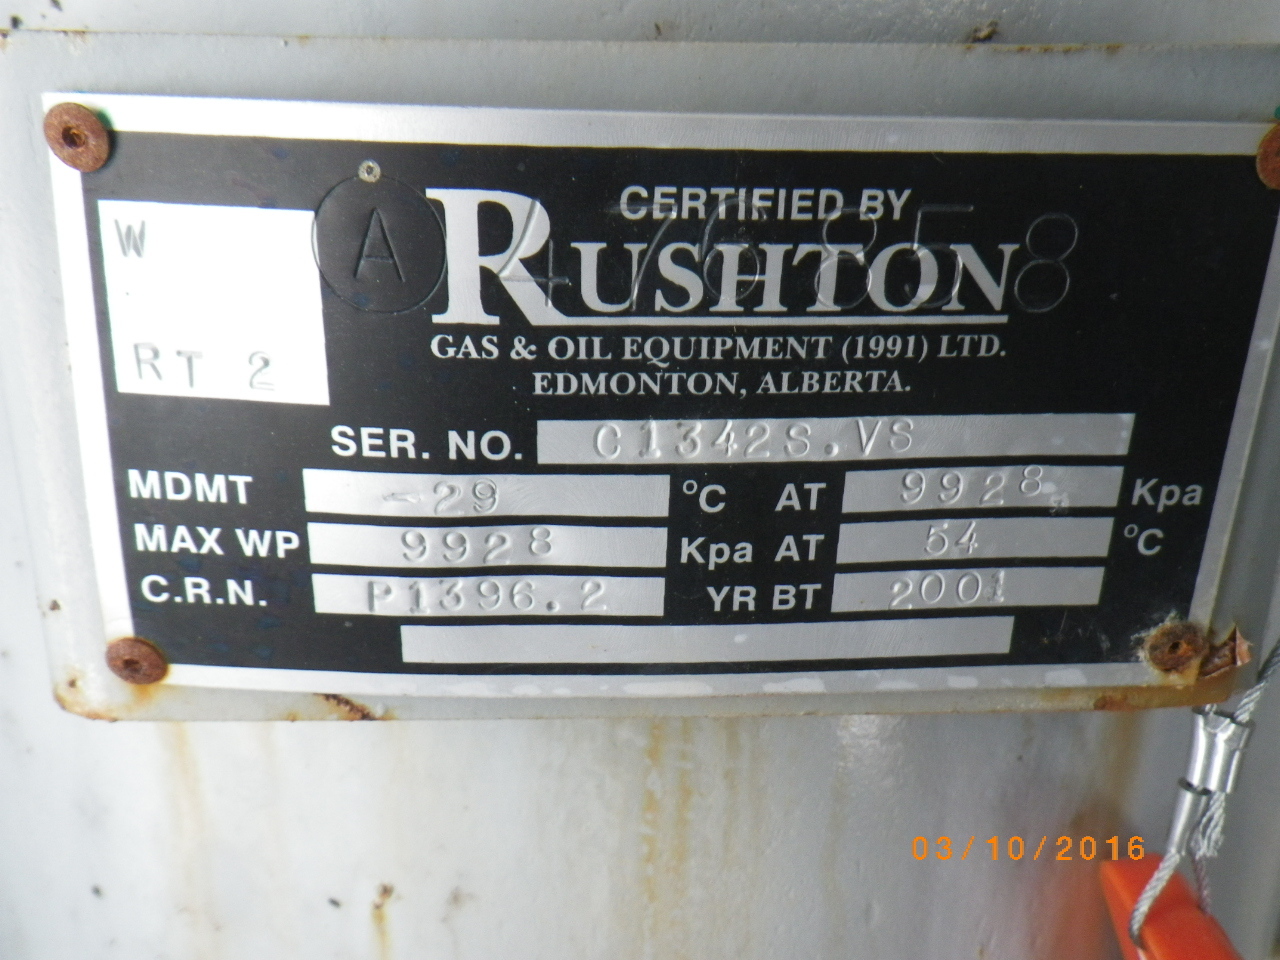 W
RT 2
A 476858
CERTIFIED BY
RUSHTON
GAS & OIL EQUIPMENT (1991) LTD.
EDMONTON, ALBERTA.
SER. NO. C1342S.VS
MDMT -29 °C AT 9928 Kpa
MAX WP 9928 Kpa AT 54 °C
C.R.N. P1396.2 YR BT 2001
03/10/2016